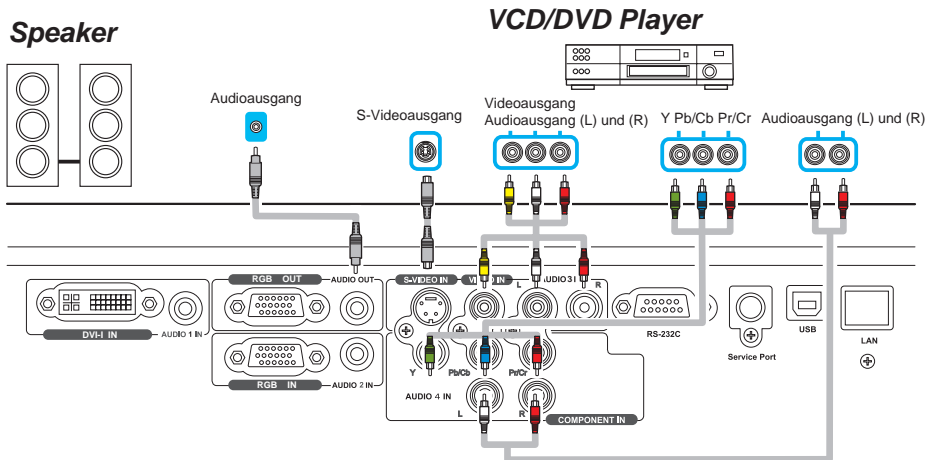 Speaker
VCD/DVD Player
Audioausgang
S-Videoausgang
Videoausgang
Audioausgang (L) und (R)
Y Pb/Cb Pr/Cr
Audioausgang (L) und (R)
RGB OUT
AUDIO OUT
S-VIDEO IN
L
R
DVI-I IN
AUDIO 1 IN
RS-232C
Service Port
USB
LAN
RGB IN
AUDIO 2 IN
Y
Pb/Cb
Pr/Cr
AUDIO 4 IN
L
R
COMPONENT IN